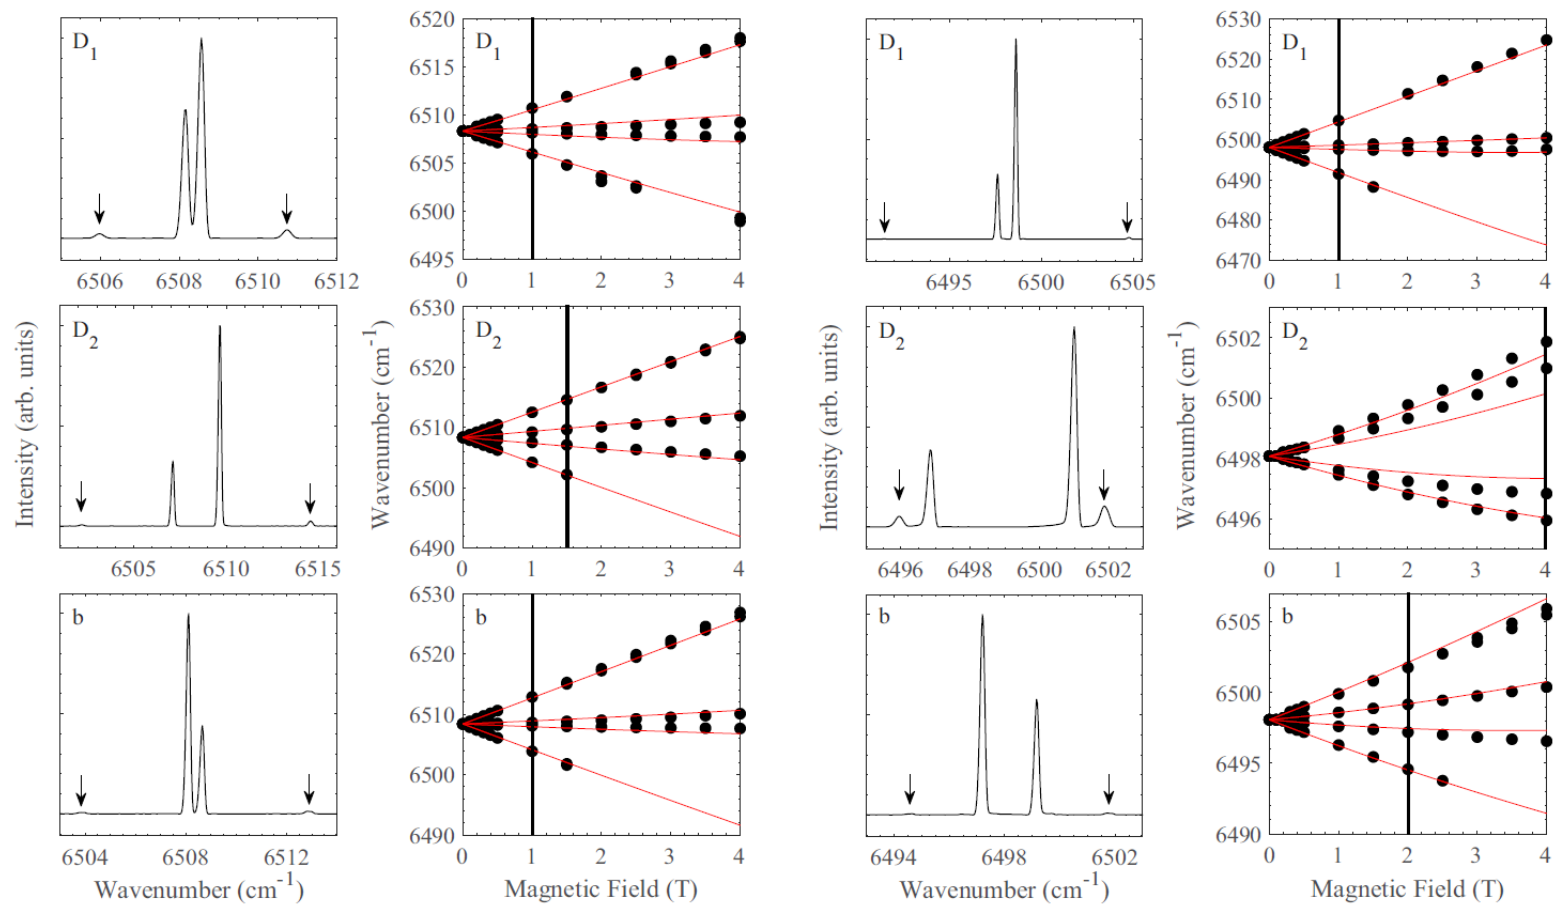 D1
6506 6508 6510 6512
D1
6520
6515
6510
6505
6500
6495
0 1 2 3 4
D1
6495 6500 6505
D1
6530
6520
6510
6500
6490
6480
6470
0 1 2 3 4
Intensity (arb. units)
D2
6505 6510 6515
Wavenumber (cm-1)
D2
6530
6520
6510
6500
6490
0 1 2 3 4
Intensity (arb. units)
D2
6496 6498 6500 6502
Wavenumber (cm-1)
D2
6502
6500
6498
6496
0 1 2 3 4
b
6504 6508 6512
Wavenumber (cm-1)
b
6530
6520
6510
6500
6490
0 1 2 3 4
Magnetic Field (T)
b
6494 6498 6502
Wavenumber (cm-1)
b
6505
6500
6495
6490
0 1 2 3 4
Magnetic Field (T)